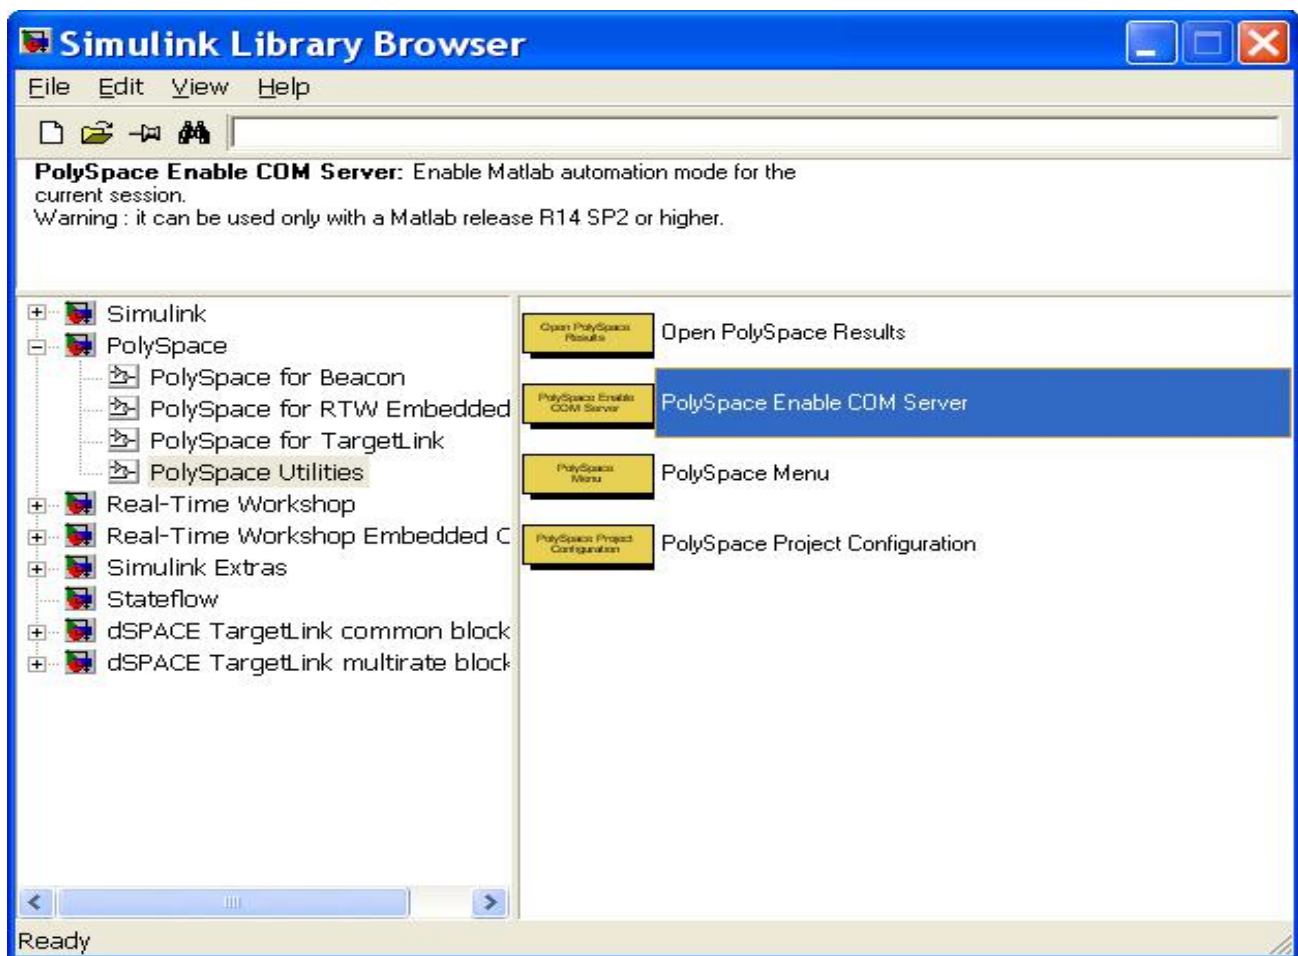 Simulink Library Browser
File Edit View Help
PolySpace Enable COM Server: Enable Matlab automation mode for the
current session.
Warning : it can be used only with a Matlab release R14 SP2 or higher.
Simulink
PolySpace
PolySpace for Beacon
PolySpace for RTW Embedded
PolySpace for TargetLink
PolySpace Utilities
Real-Time Workshop
Real-Time Workshop Embedded C
Simulink Extras
Stateflow
dSPACE TargetLink common block
dSPACE TargetLink multirate block
Open PolySpace
Results
Open PolySpace Results
PolySpace Enable
COM Server
PolySpace Enable COM Server
PolySpace
Menu
PolySpace Menu
PolySpace Project
Configuration
PolySpace Project Configuration
Ready